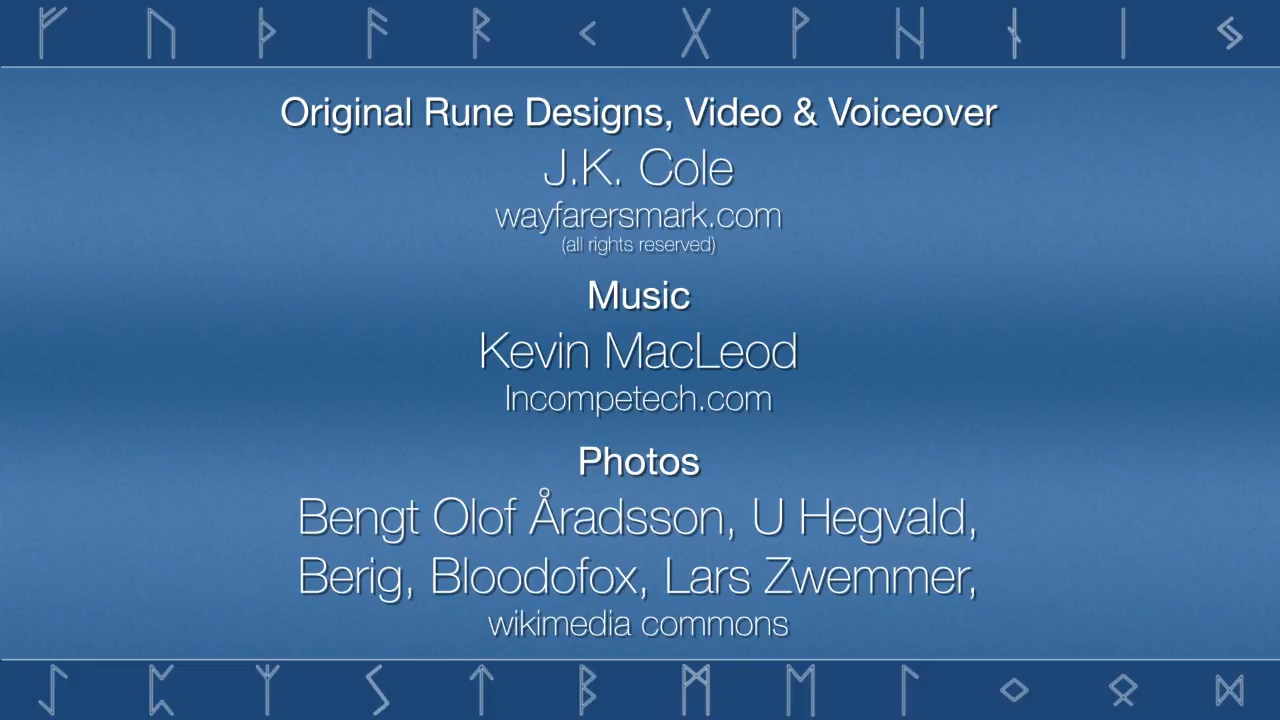 ᚠ ᚢ ᚦ ᚨ ᚱ ᚲ ᚷ ᚹ ᚺ ᚾ ᛁ ᛃ
Original Rune Designs, Video & Voiceover
J.K. Cole
wayfarersmark.com
(all rights reserved)
Music
Kevin MacLeod
Incompetech.com
Photos
Bengt Olof Åradsson, U Hegvald,
Berig, Bloodofox, Lars Zwemmer,
wikimedia commons
ᛇ ᛈ ᛉ ᛊ ᛏ ᛒ ᛗ ᛖ ᛚ ᛜ ᛟ ᛞ